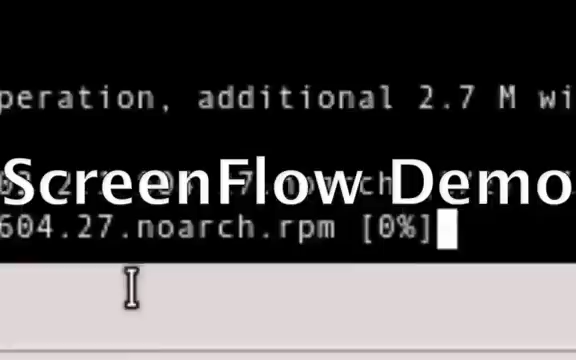 peration, additional 2.7 M wi
ScreenFlow Demo
604.27.noarch.rpm [0%]